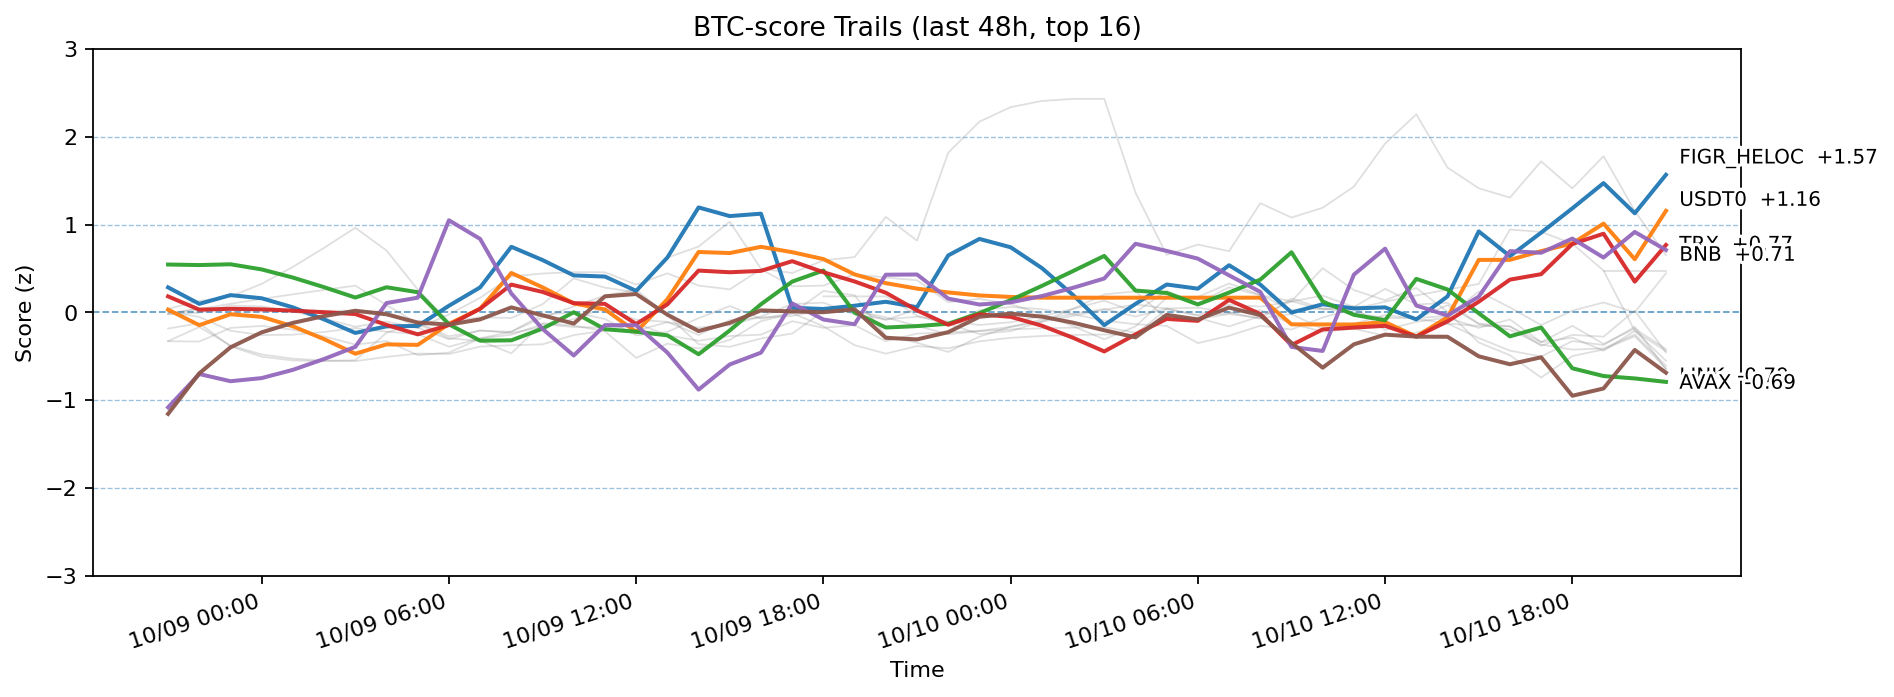 BTC-score Trails (last 48h, top 16)
Score (z)
3
2
1
0
−1
−2
−3
FIGR_HELOC +1.57
USDT0 +1.16
TRX +0.77
BNB +0.71
AVAX -0.69
10/09 00:00
10/09 06:00
10/09 12:00
10/09 18:00
10/10 00:00
10/10 06:00
10/10 12:00
10/10 18:00
Time